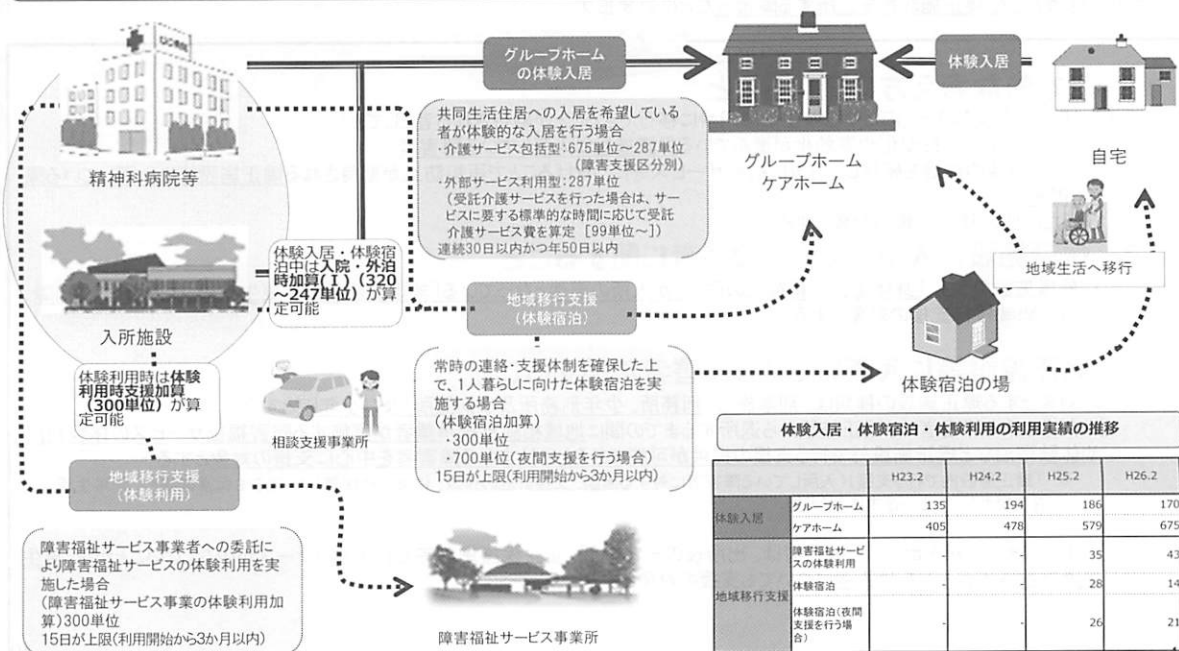 精神科病院等
入所施設
グループホーム
の体験入居
体験入居
共同生活住居への入居を希望している
者が体験的な入居を行う場合
・介護サービス包括型:675単位～287単位
(障害支援区分別)
・外部サービス利用型:287単位
(受託介護サービスを行った場合は、サー
ビスに要する標準的な時間に応じて受託
介護サービス費を算定 [99単位～])
連続30日以内かつ年50日以内
グループホーム
ケアホーム
自宅
地域生活へ移行
体験入居・体験宿
泊中は入院・外泊
時加算(Ⅰ)(320
～247単位)が算
定可能
地域移行支援
(体験宿泊)
体験宿泊の場
体験利用時は体験
利用時支援加算
(300単位)が算
定可能
相談支援事業所
常時の連絡・支援体制を確保した上
で、1人暮らしに向けた体験宿泊を実
施する場合
(体験宿泊加算)
・300単位
・700単位(夜間支援を行う場合)
15日が上限(利用開始から3か月以内)
地域移行支援
(体験利用)
障害福祉サービス事業者への委託に
より障害福祉サービスの体験利用を実
施した場合
(障害福祉サービス事業の体験利用加
算)300単位
15日が上限(利用開始から3か月以内)
障害福祉サービス事業所
体験入居・体験宿泊・体験利用の利用実績の推移
H23.2 H24.2 H25.2 H26.2
体験入居 グループホーム 135 194 186 170
ケアホーム 405 478 579 675
地域移行支援 障害福祉サービ
スの体験利用 - - 35 43
体験宿泊 - - 28 14
体験宿泊(夜間
支援を行う場
合) - - 26 21